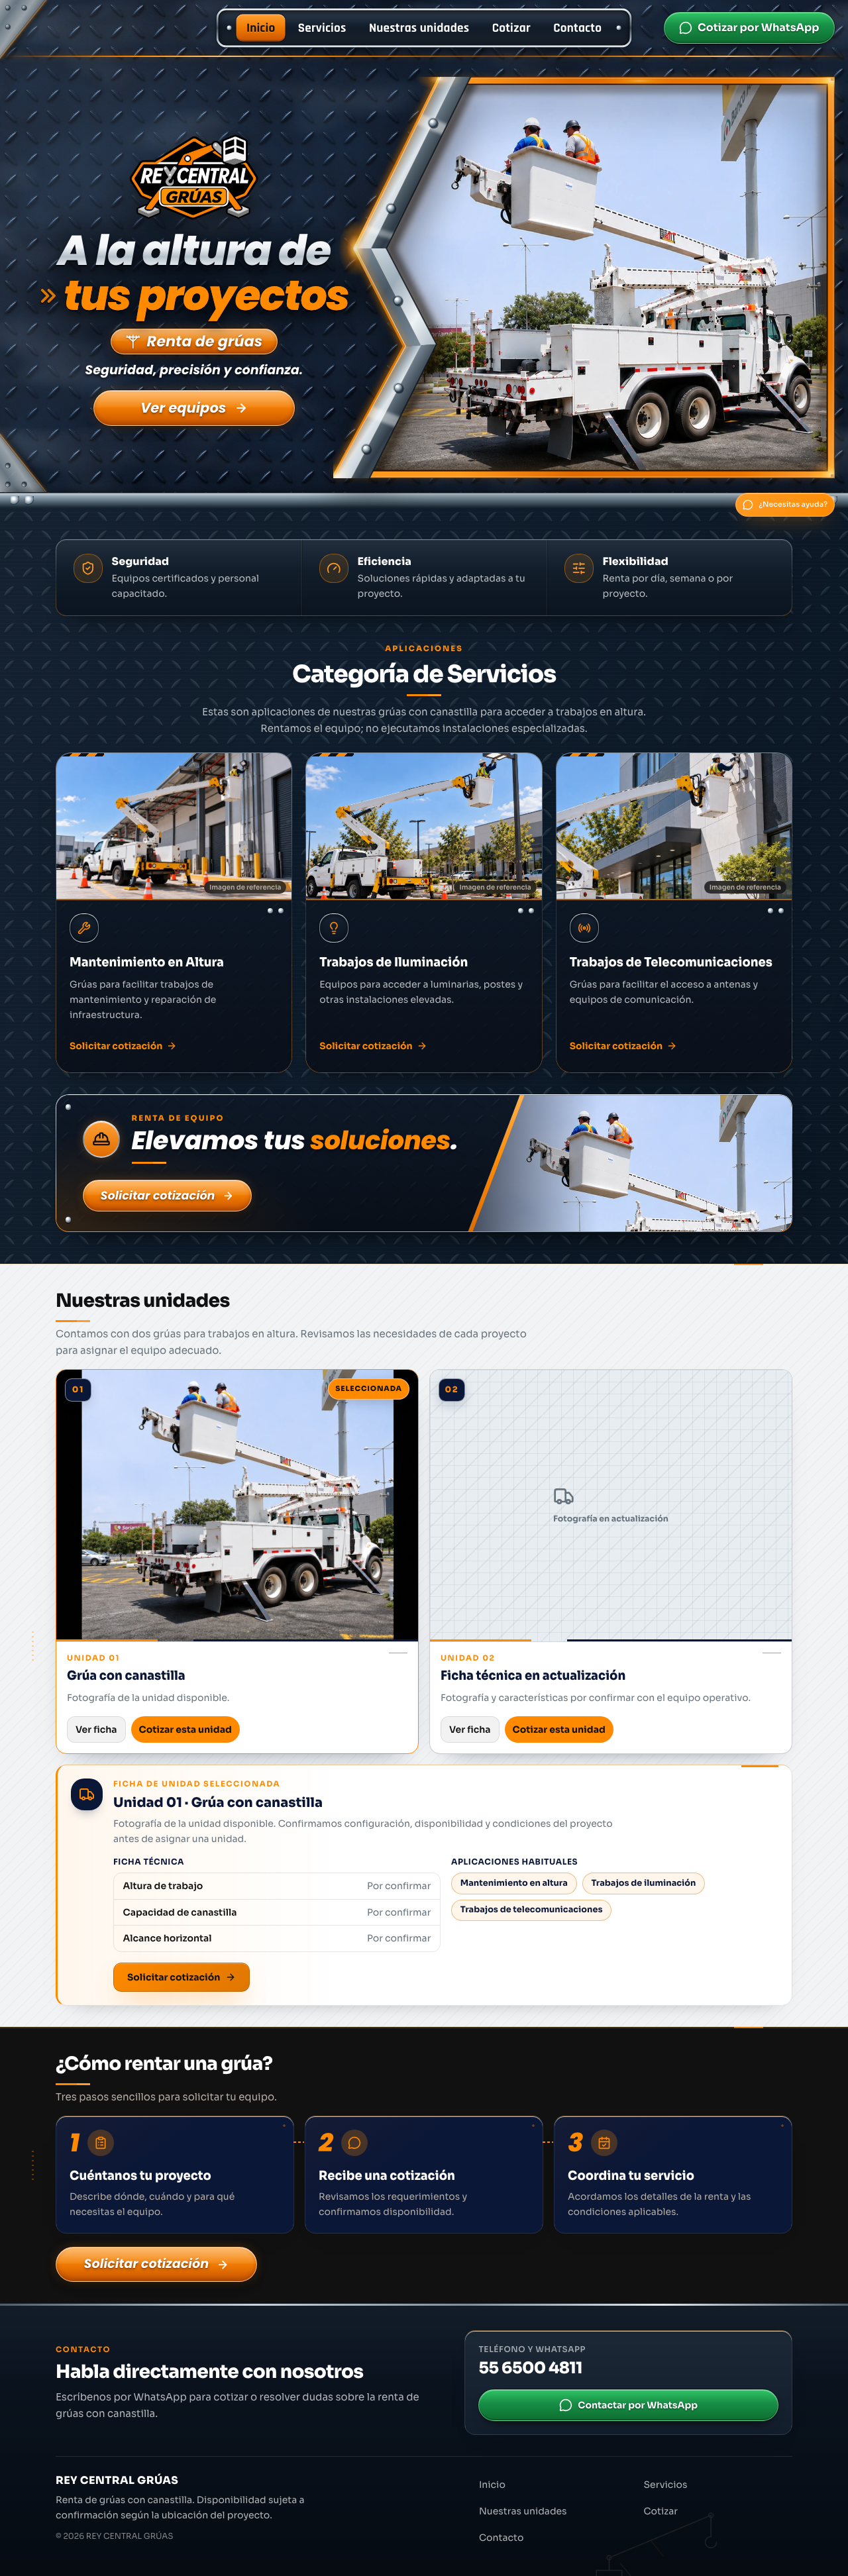 Inicio
Servicios
Nuestras unidades
Cotizar
Contacto
Cotizar por WhatsApp
REY CENTRAL
GRÚAS
A la altura de
tus proyectos
Renta de grúas
Seguridad, precisión y confianza.
Ver equipos
¿Necesitas ayuda?
Seguridad
Equipos certificados y personal
capacitado.
Eficiencia
Soluciones rápidas y adaptadas a tu
proyecto.
Flexibilidad
Renta por día, semana o por
proyecto.
APLICACIONES
Categoría de Servicios
Estas son aplicaciones de nuestras grúas con canastilla para acceder a trabajos en altura.
Rentamos el equipo; no ejecutamos instalaciones especializadas.
Imagen de referencia
Imagen de referencia
Imagen de referencia
Mantenimiento en Altura
Grúas para facilitar trabajos de
mantenimiento y reparación de
infraestructura.
Solicitar cotización
Trabajos de Iluminación
Equipos para acceder a luminarias, postes y
otras instalaciones elevadas.
Solicitar cotización
Trabajos de Telecomunicaciones
Grúas para facilitar el acceso a antenas y
equipos de comunicación.
Solicitar cotización
RENTA DE EQUIPO
Elevamos tus soluciones.
Solicitar cotización
Nuestras unidades
Contamos con dos grúas para trabajos en altura. Revisamos las necesidades de cada proyecto
para asignar el equipo adecuado.
01
SELECCIONADA
UNIDAD 01
Grúa con canastilla
Fotografía de la unidad disponible.
Ver ficha
Cotizar esta unidad
02
Fotografía en actualización
UNIDAD 02
Ficha técnica en actualización
Fotografía y características por confirmar con el equipo operativo.
Ver ficha
Cotizar esta unidad
FICHA DE UNIDAD SELECCIONADA
Unidad 01 · Grúa con canastilla
Fotografía de la unidad disponible. Confirmamos configuración, disponibilidad y condiciones del proyecto
antes de asignar una unidad.
FICHA TÉCNICA
Altura de trabajo Por confirmar
Capacidad de canastilla Por confirmar
Alcance horizontal Por confirmar
APLICACIONES HABITUALES
Mantenimiento en altura
Trabajos de iluminación
Trabajos de telecomunicaciones
Solicitar cotización
¿Cómo rentar una grúa?
Tres pasos sencillos para solicitar tu equipo.
1
Cuéntanos tu proyecto
Describe dónde, cuándo y para qué
necesitas el equipo.
2
Recibe una cotización
Revisamos los requerimientos y
confirmamos disponibilidad.
3
Coordina tu servicio
Acordamos los detalles de la renta y las
condiciones aplicables.
Solicitar cotización
CONTACTO
Habla directamente con nosotros
Escríbenos por WhatsApp para cotizar o resolver dudas sobre la renta de
grúas con canastilla.
TELÉFONO Y WHATSAPP
55 6500 4811
Contactar por WhatsApp
REY CENTRAL GRÚAS
Renta de grúas con canastilla. Disponibilidad sujeta a
confirmación según la ubicación del proyecto.
© 2026 REY CENTRAL GRÚAS
Inicio
Servicios
Nuestras unidades
Cotizar
Contacto